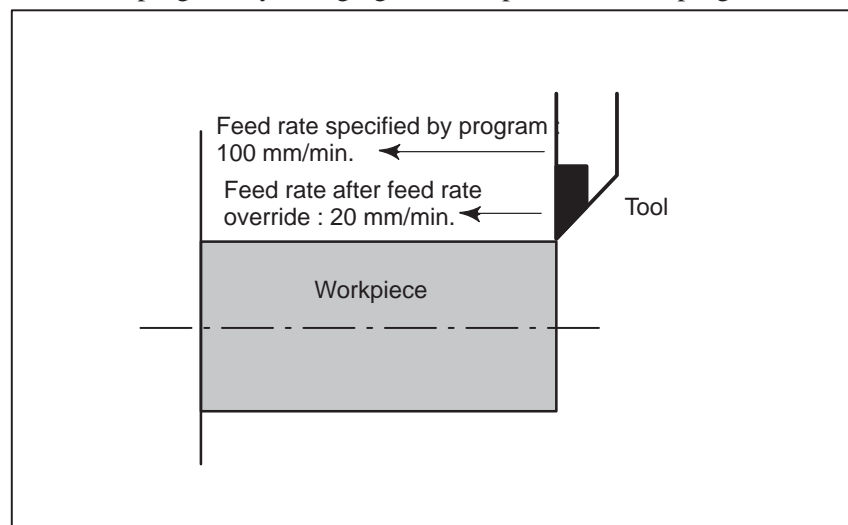 Feed rate specified by program :
100 mm/min.
Feed rate after feed rate
override : 20 mm/min.
Tool
Workpiece